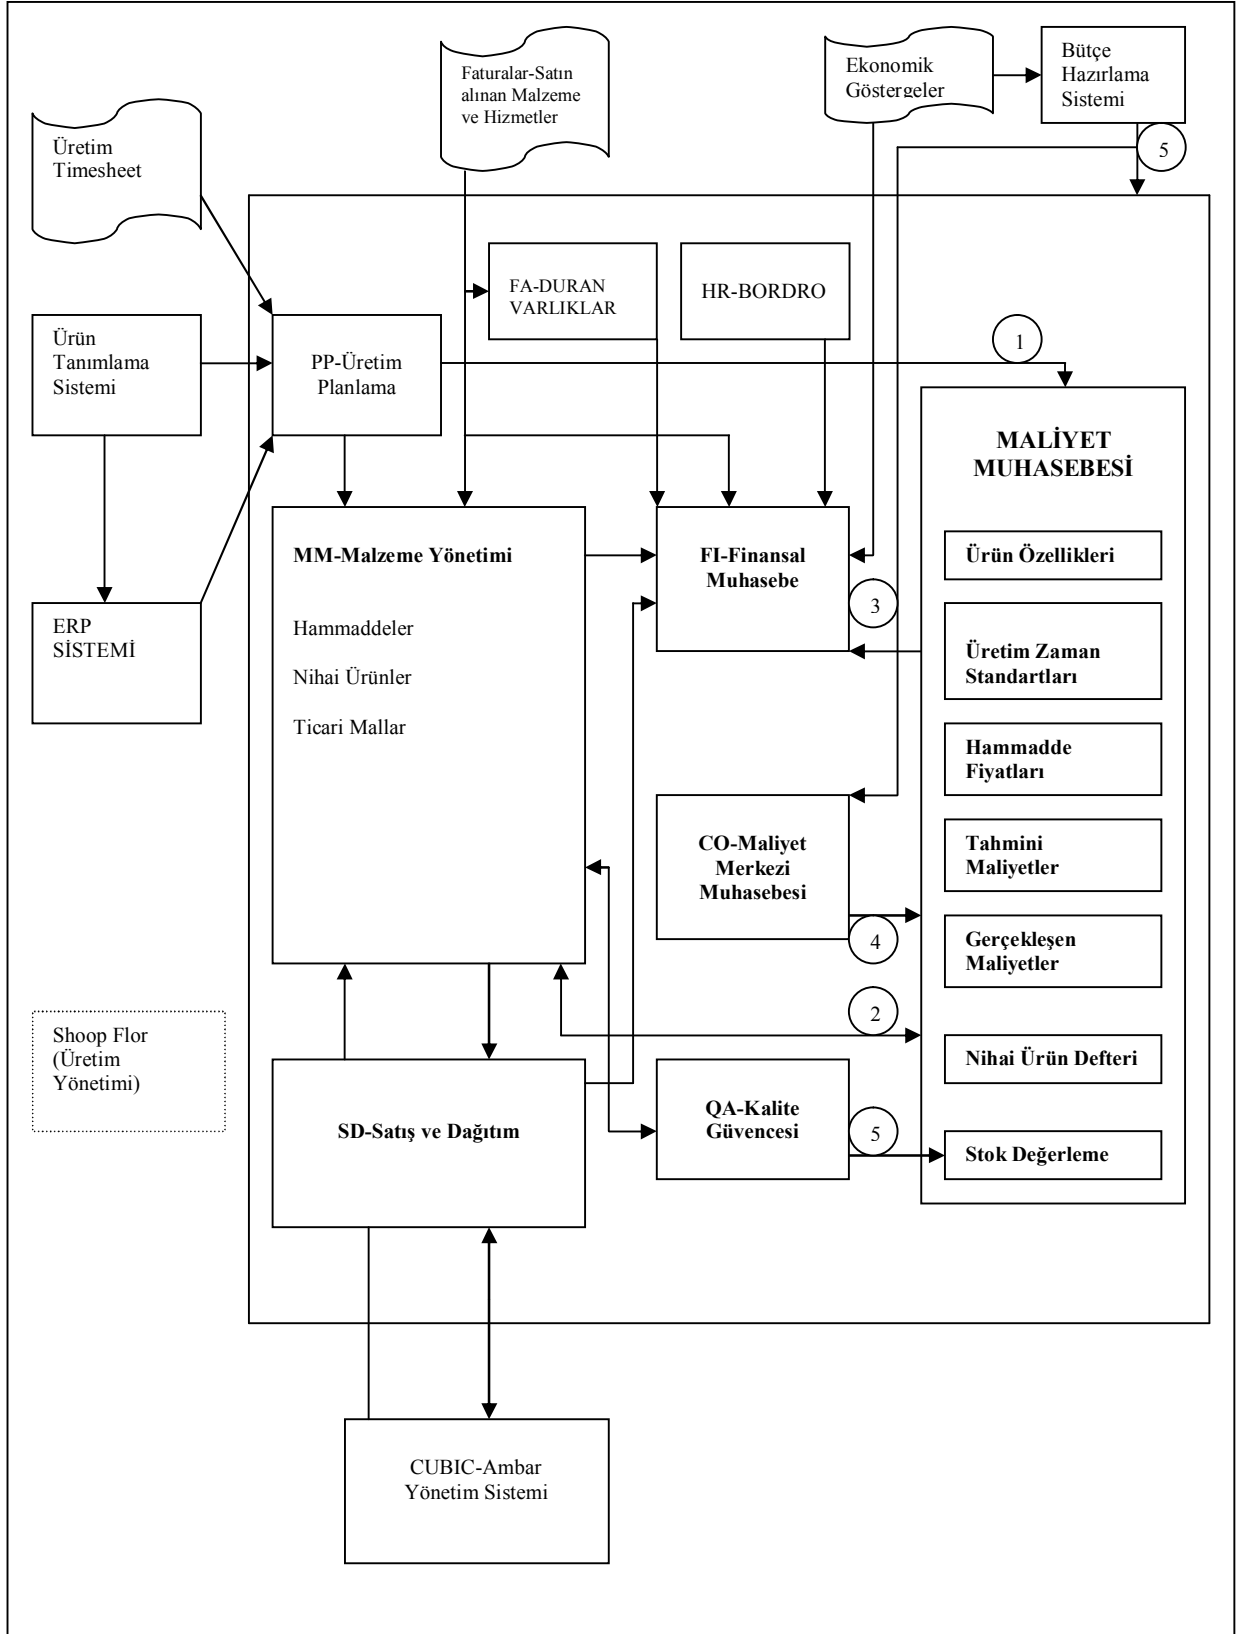 Faturalar-Satın
alınan Malzeme
ve Hizmetler
Ekonomik
Göstergeler
Bütçe
Hazırlama
Sistemi
Üretim
Timesheet
5
FA-DURAN
VARLIKLAR
HR-BORDRO
Ürün
Tanımlama
Sistemi
PP-Üretim
Planlama
1
MALİYET
MUHASEBESİ
MM-Malzeme Yönetimi
Hammaddeler
Nihai Ürünler
Ticari Mallar
FI-Finansal
Muhasebe
3
Ürün Özellikleri
ERP
SİSTEMİ
Üretim Zaman
Standartları
Hammadde
Fiyatları
CO-Maliyet
Merkezi
Muhasebesi
4
Tahmini
Maliyetler
Gerçekleşen
Maliyetler
2
Shoop Flor
(Üretim
Yönetimi)
Nihai Ürün Defteri
SD-Satış ve Dağıtım
QA-Kalite
Güvencesi
5
Stok Değerleme
CUBIC-Ambar
Yönetim Sistemi